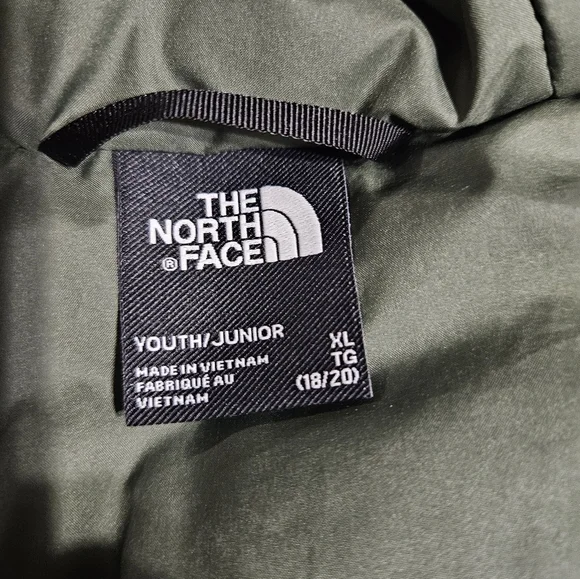 THE
NORTH
® FACE
YOUTH/JUNIOR
MADE IN VIETNAM
FABRIQUÉ AU
VIETNAM
XL
TG
(18/20)